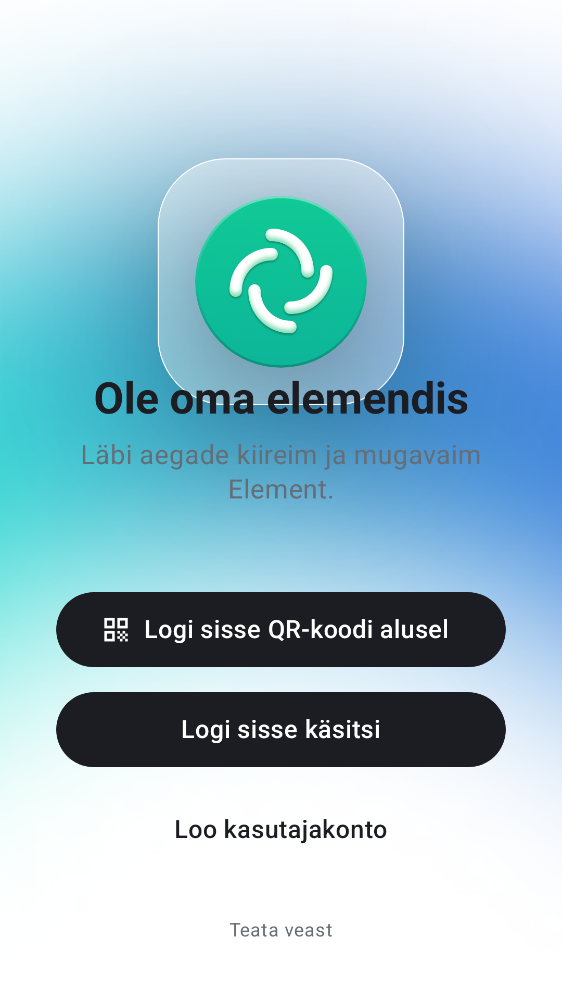 Ole oma elemendis
Läbi aegade kiireim ja mugavaim
Element.
Logi sisse QR-koodi alusel
Logi sisse käsitsi
Loo kasutajakonto
Teata veast